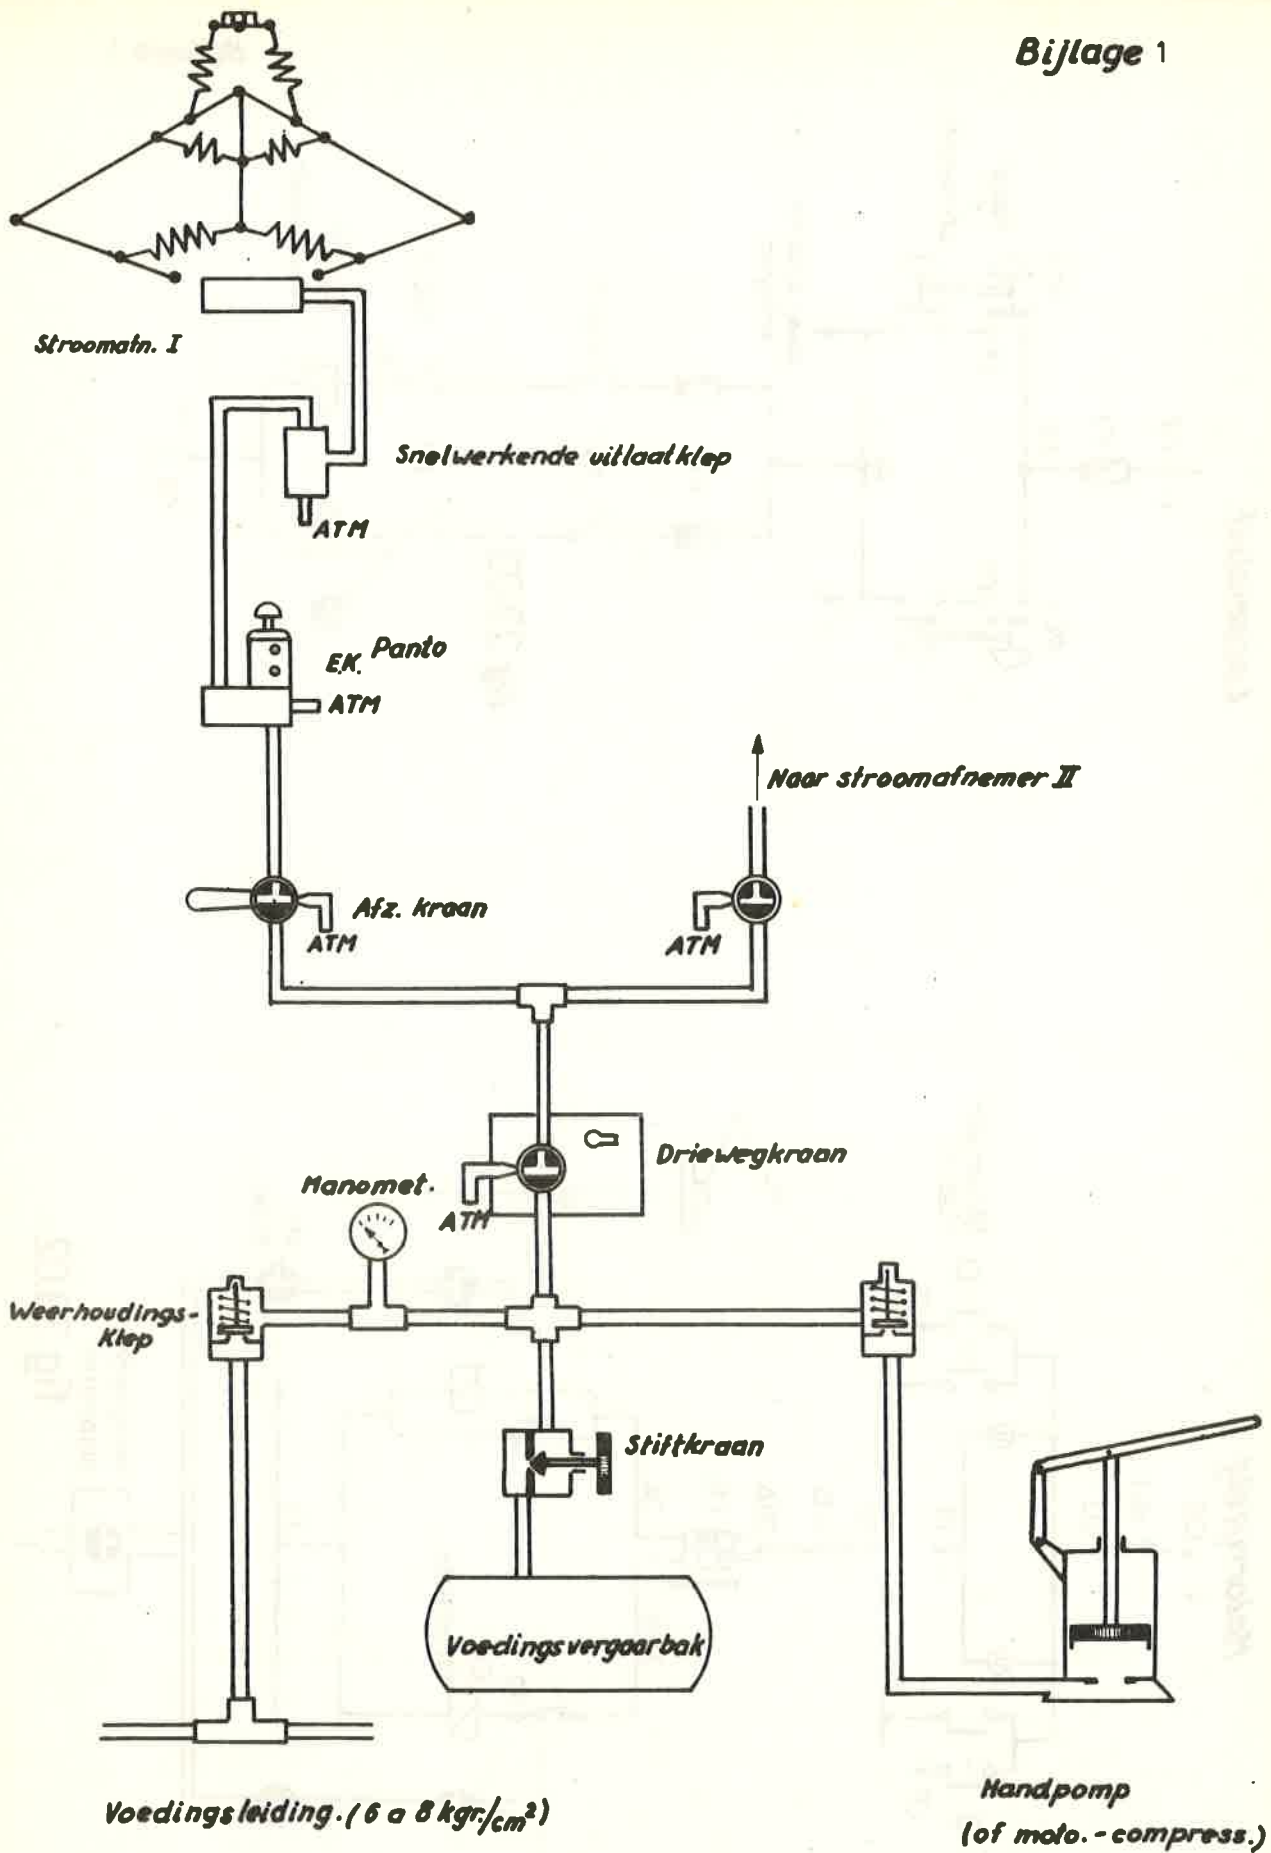 Bijlage 1
Stroomafn. I
Snelwerkende uitlaatklep
ATM
E.K. Panto
ATM
Naar stroomafnemer II
Afz. kraan
ATM
ATM
Driewegkraan
Manomet.
ATM
Weerhoudings-
Klep
Stiftkraan
Voedingsvergaarbak
Voedingsleiding. (6 a 8 kgr./cm²)
Handpomp
(of moto.-compress.)